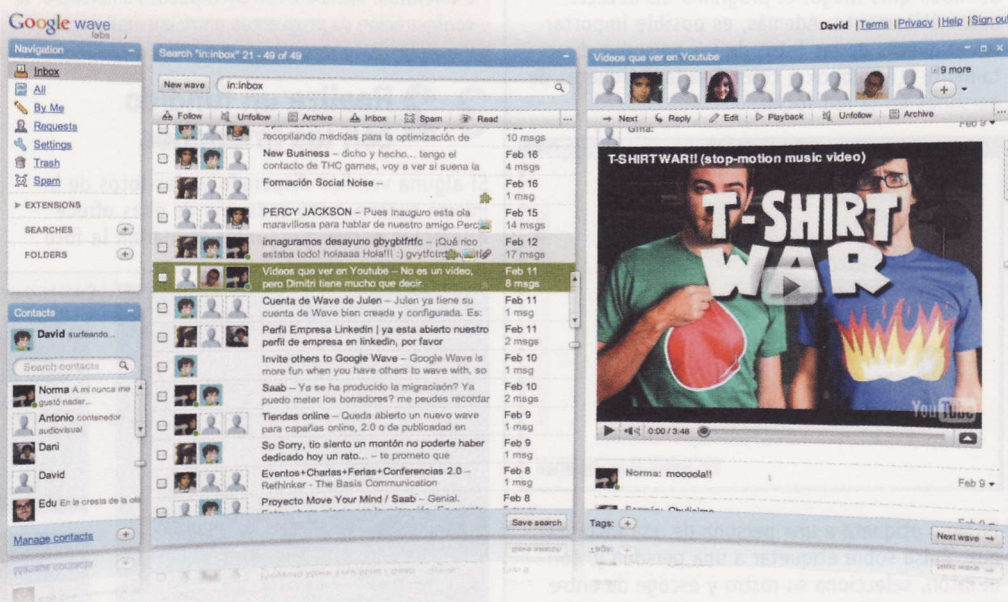 Google wave
labs
David | Terms | Privacy | Help | Sign out
Navigation
Inbox
All
By Me
Requests
Settings
Trash
Spam
EXTENSIONS
SEARCHES
FOLDERS
Contacts
David surfeando...
Search contacts
Norma A mi nunca me
gustó nadar...
Antonio contenedor
audiovisual
Dani
David
Edu En la cresta de la ola
Manage contacts
Search "in:inbox" 21 - 49 of 49
New wave
in:inbox
Follow Unfollow Archive Inbox Spam Read
recopilando medidas para la optimización de
10 msgs
New Business – dicho y hecho... tengo el Feb 16
contacto de THC games, voy a ver si suena la 4 msgs
Formación Social Noise – Feb 16
1 msg
PERCY JACKSON – Pues inauguro esta ola Feb 15
maravillosa para hablar de nuestro amigo Percy 14 msgs
innaguramos desayuno gbygbtfrtfc – ¡Qué rico Feb 12
estaba todo! holaaaa Hola!!! :) 17 msgs
Videos que ver en Youtube – No es un video, Feb 11
pero Dimitri tiene mucho que decir. 8 msgs
Cuenta de Wave de Julen – Julen ya tiene su Feb 11
cuenta de Wave bien creada y configurada. Es: 1 msg
Perfil Empresa Linkedin | ya esta abierto nuestro Feb 11
perfil de empresa en linkedin, por favor 2 msgs
Invite others to Google Wave – Google Wave is Feb 10
more fun when you have others to wave with, so 1 msg
Saab – Ya se ha producido la migraciaón? Ya Feb 10
puedo meter los borradores? me peudes recordar 2 msgs
Tiendas online – Queda abierto un nuevo wave Feb 9
para capañas online, 2.0 o de publicidad en 1 msg
So Sorry, tio siento un montón no poderte haber Feb 9
dedicado hoy un rato... – te prometo que 1 msg
Eventos+Charlas+Ferias+Conferencias 2.0 – Feb 8
Rethinker - The Basis Communication 1 msg
Proyecto Move Your Mind / Saab – Genial. Feb 8
Save search
Videos que ver en Youtube
9 more
Next Reply Edit Playback Unfollow Archive
Gina:
Feb 9
T-SHIRT WAR!! (stop-motion music video)
T-SHIRT
WAR
YouTube
0:00 / 3:48
Norma: moooola!!
Feb 9
Tags:
Next wave